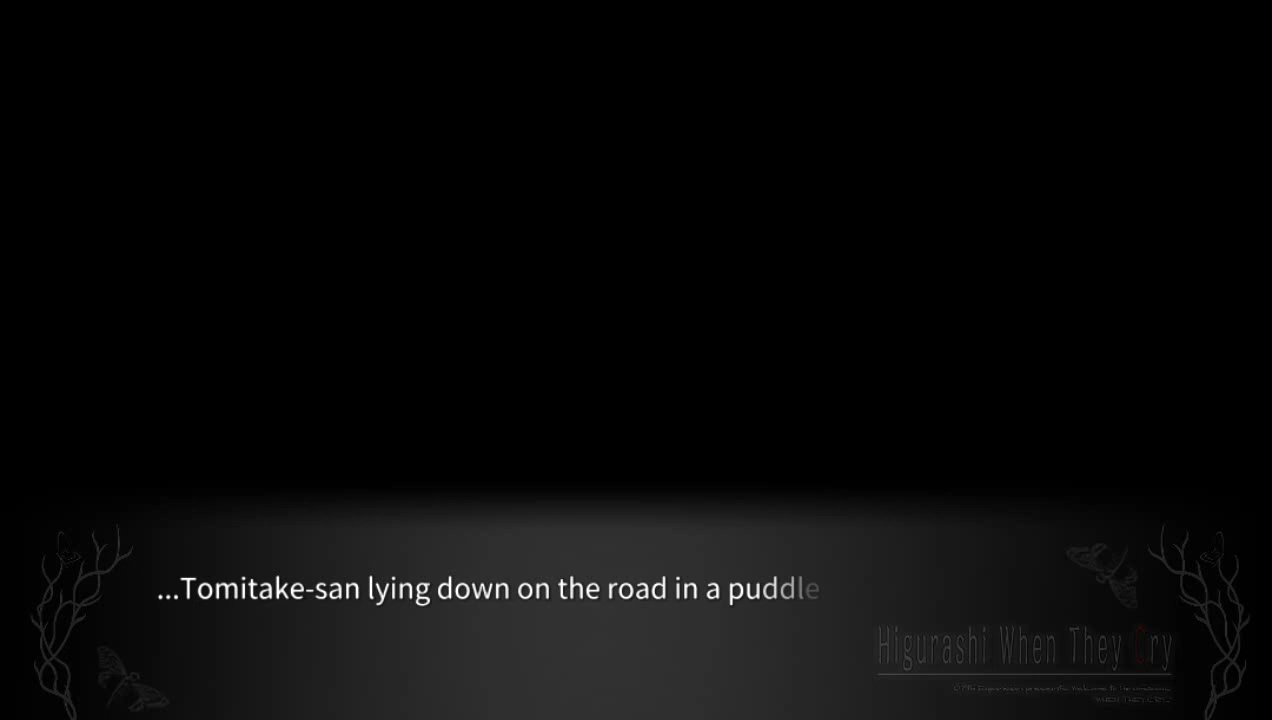 ...Tomitake-san lying down on the road in a puddle
Higurashi When They Cry